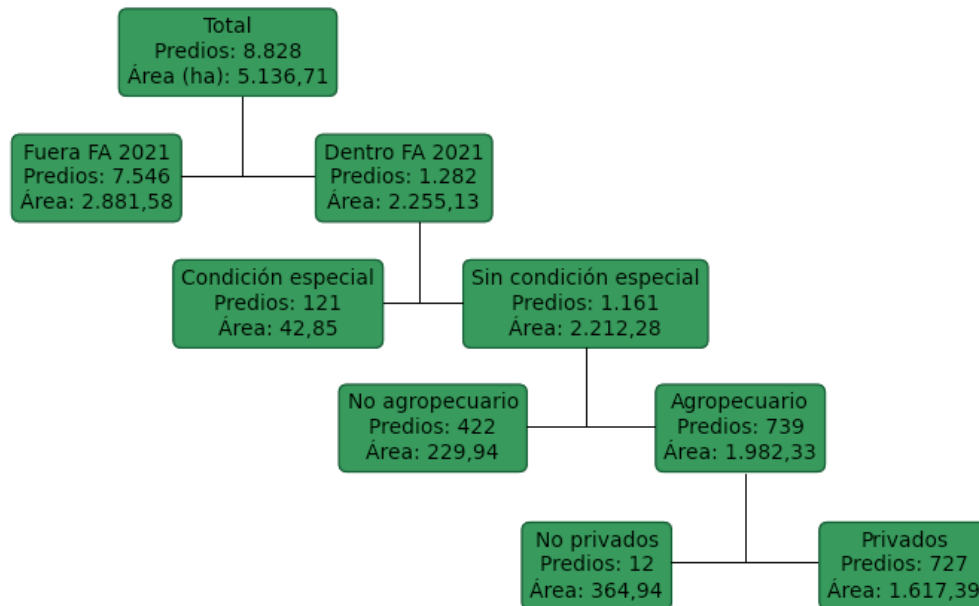 Total
Predios: 8.828
Área (ha): 5.136,71
Fuera FA 2021
Predios: 7.546
Área: 2.881,58
Dentro FA 2021
Predios: 1.282
Área: 2.255,13
Condición especial
Predios: 121
Área: 42,85
Sin condición especial
Predios: 1.161
Área: 2.212,28
No agropecuario
Predios: 422
Área: 229,94
Agropecuario
Predios: 739
Área: 1.982,33
No privados
Predios: 12
Área: 364,94
Privados
Predios: 727
Área: 1.617,39